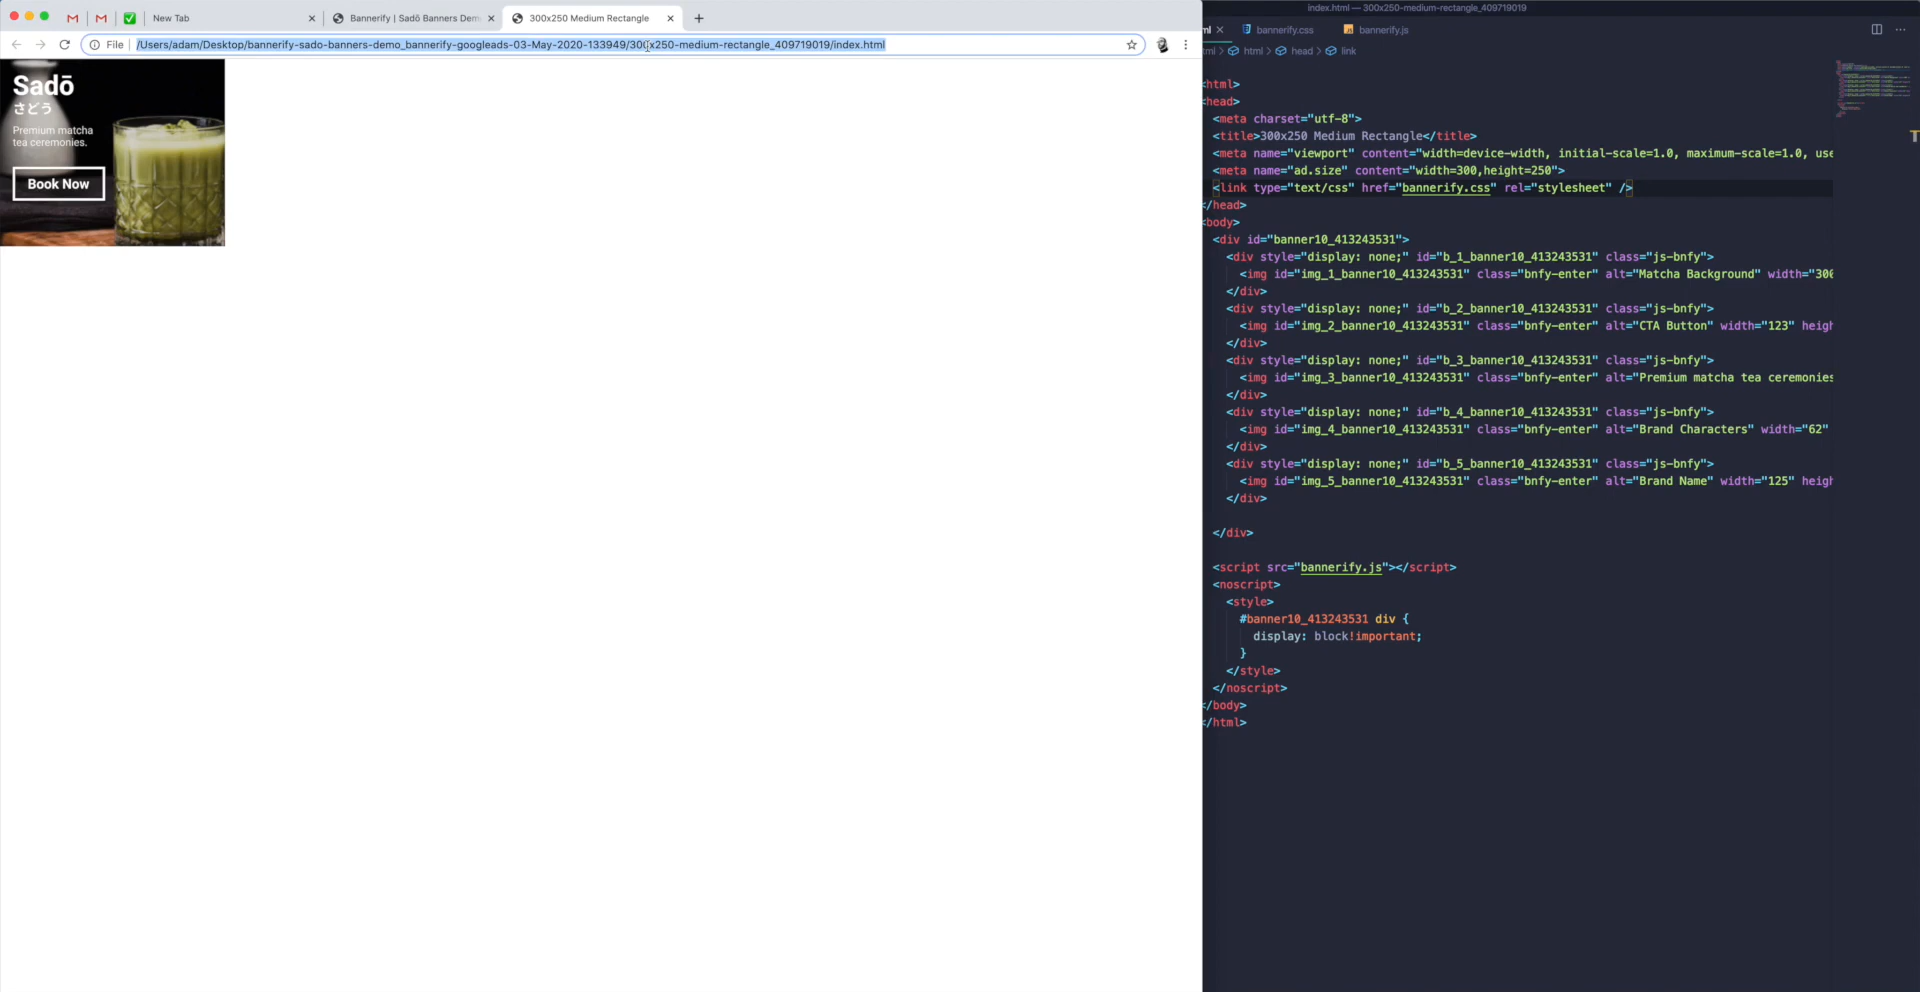 New Tab
Bannerify | Sadō Banners Dem
300x250 Medium Rectangle
File
/Users/adam/Desktop/bannerify-sado-banners-demo_bannerify-googleads-03-May-2020-133949/300x250-medium-rectangle_409719019/index.html
Sadō
さどう
Premium matcha
tea ceremonies.
Book Now
index.html — 300x250-medium-rectangle_409719019
ml
bannerify.css
bannerify.js
tml > html > head > link
<html>
<head>
<meta charset="utf-8">
<title>300x250 Medium Rectangle</title>
<meta name="viewport" content="width=device-width, initial-scale=1.0, maximum-scale=1.0, use
<meta name="ad.size" content="width=300,height=250">
<link type="text/css" href="bannerify.css" rel="stylesheet" />
</head>
<body>
<div id="banner10_413243531">
<div style="display: none;" id="b_1_banner10_413243531" class="js-bnfy">
<img id="img_1_banner10_413243531" class="bnfy-enter" alt="Matcha Background" width="300
</div>
<div style="display: none;" id="b_2_banner10_413243531" class="js-bnfy">
<img id="img_2_banner10_413243531" class="bnfy-enter" alt="CTA Button" width="123" heigh
</div>
<div style="display: none;" id="b_3_banner10_413243531" class="js-bnfy">
<img id="img_3_banner10_413243531" class="bnfy-enter" alt="Premium matcha tea ceremonies
</div>
<div style="display: none;" id="b_4_banner10_413243531" class="js-bnfy">
<img id="img_4_banner10_413243531" class="bnfy-enter" alt="Brand Characters" width="62"
</div>
<div style="display: none;" id="b_5_banner10_413243531" class="js-bnfy">
<img id="img_5_banner10_413243531" class="bnfy-enter" alt="Brand Name" width="125" heigh
</div>
</div>
<script src="bannerify.js"></script>
<noscript>
<style>
#banner10_413243531 div {
display: block!important;
}
</style>
</noscript>
</body>
</html>